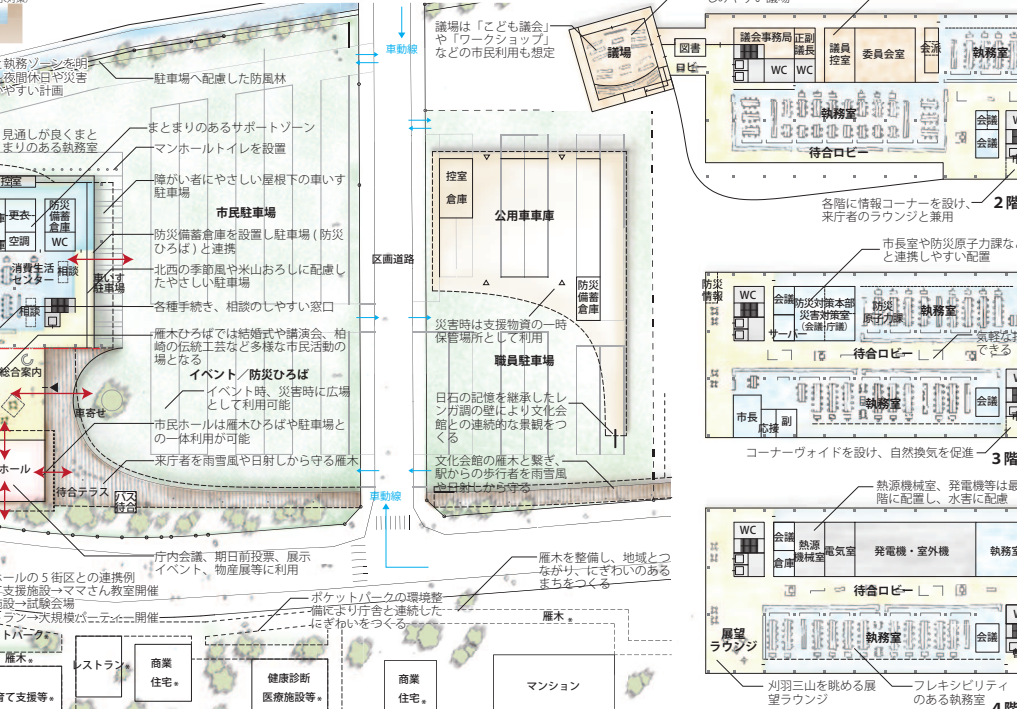 執務ゾーンを明
夜間休日や災害
やすい計画
駐車場へ配慮した防風林
見通しが良くまと
まりのある執務室
まとまりのあるサポートゾーン
マンホールトイレを設置
障がい者にやさしい屋根下の車いす
駐車場
市民駐車場
防災備蓄倉庫を設置し駐車場(防災
ひろば)と連携
北西の季節風や米山おろしに配慮し
たやすい駐車場
各種手続き、相談のしやすい窓口
雁木ひろばでは結婚式や講演会、柏
崎の伝統工芸など多様な市民活動の
場となる
イベント/防災ひろば
イベント時、災害時に広場
として利用可能
市民ホールは雁木ひろばや駐車場と
の一体利用が可能
来庁者を雨雪風や日射しから守る雁木
控室
更衣
空調
防災
備蓄
倉庫
WC
消費生活
センター
相談
相談
車いす
駐車場
総合案内
車寄せ
ホール
待合テラス
バス
待合
庁内会議、期日前投票、展示
イベント、物産展等に利用
車動線
区画道路
車動線
議場は「こども議会」
や「ワークショップ」
などの市民利用も想定
控室
倉庫
公用車車庫
防災
備蓄
倉庫
災害時は支援物資の一時
保管場所として利用
職員駐車場
日石の記憶を継承したレ
ンガ調の壁により文化会
館との連続的な景観をつ
くる
文化会館の雁木と繋ぎ、
駅からの歩行者を雨雪風
や日射しから守る
雁木を整備し、地域とつ
ながり、にぎわいのある
まちをつくる
ポケットパークの環境整
備により庁舎と連続した
にぎわいをつくる
ホールの5街区との連携例
支援施設→ママさん教室開催
設→試験会場
ラン→大規模パーティー開催
トパーク*
雁木*
育て支援等*
レストラン*
商業
住宅*
健康診断
医療施設等*
商業
住宅*
雁木*
マンション
議場
図書
ロビー
議会事務局
正副
議長
WC
WC
議員
控室
委員会室
会派
執務室
執務室
待合ロビー
会議
会議
各階に情報コーナーを設け、
来庁者のラウンジと兼用
2階
市長室や防災原子力課な
と連携しやすい配置
防災
情報
WC
会議
サーバー
防災対策本部
災害対策室
(会議・庁議)
防災
原子力課
執務室
待合ロビー
気軽な
できる
市長
応接
副
執務室
会議
コーナーヴォイドを設け、自然換気を促進
3階
熱源機械室、発電機等は最
階に配置し、水害に配慮
WC
会議
倉庫
熱源
機械室
電気室
発電機・室外機
執務室
待合ロビー
展望
ラウンジ
執務室
会議
刈羽三山を眺める展
望ラウンジ
フレキシビリティ
のある執務室
4階